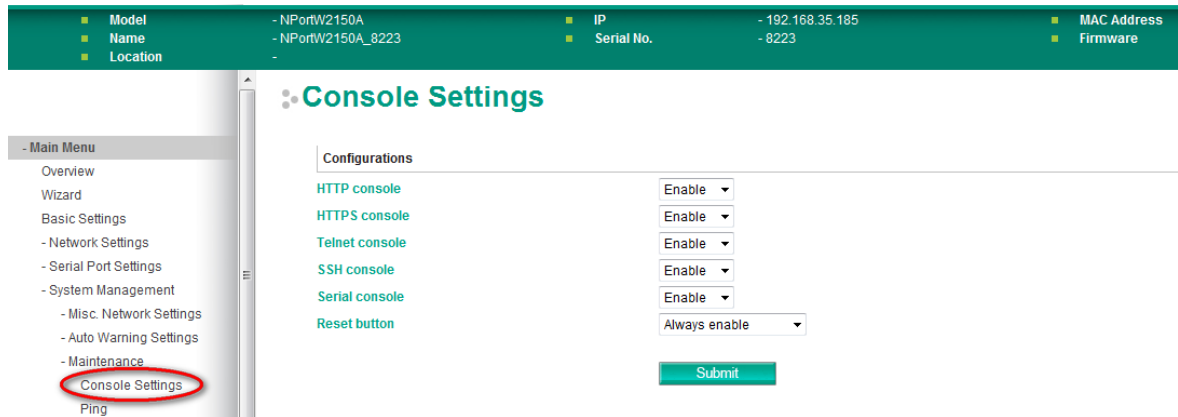 Model - NPortW2150A IP - 192.168.35.185 MAC Address
Name - NPortW2150A_8223 Serial No. - 8223 Firmware
Location -
Console Settings
- Main Menu
Overview
Wizard
Basic Settings
- Network Settings
- Serial Port Settings
- System Management
- Misc. Network Settings
- Auto Warning Settings
- Maintenance
Console Settings
Ping
Configurations
HTTP console Enable
HTTPS console Enable
Telnet console Enable
SSH console Enable
Serial console Enable
Reset button Always enable
Submit